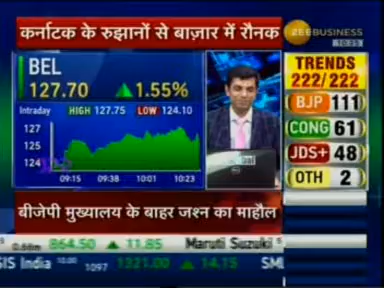 कर्नाटक के रुझानों से बाज़ार में रौनक
ZEE BUSINESS
10:35
BEL
127.70 ▲ 1.55%
Intraday HIGH 127.75 LOW 124.10
127
125
124
09:15 09:38 10:01 10:23
TRENDS
222/222
BJP 111
CONG 61
JDS+ 48
OTH 2
बीजेपी मुख्यालय के बाहर जश्न का माहौल
864.50 ▲ 11.85 Maruti Suzuki
SIS India 10.00 1097 1321.00 ▲ 14.15